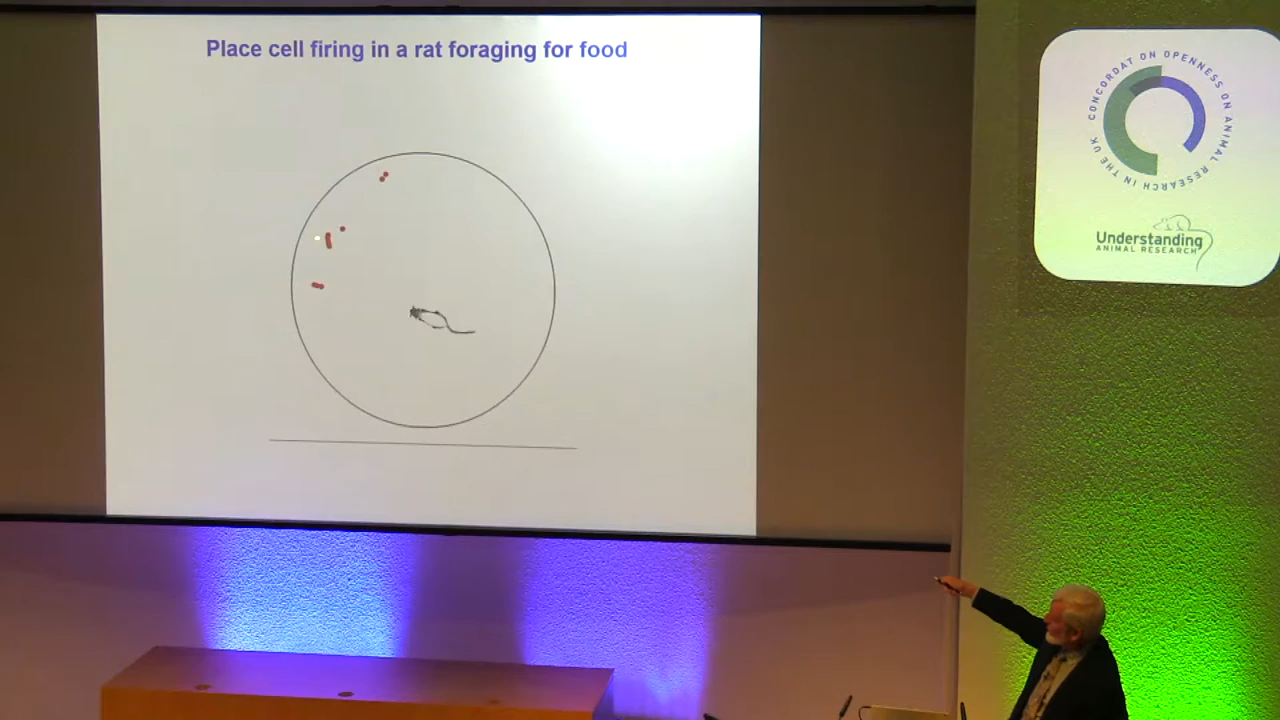 Place cell firing in a rat foraging for food
CONCORDAT ON OPENNESS ON ANIMAL RESEARCH IN THE UK
Understanding
ANIMAL RESEARCH